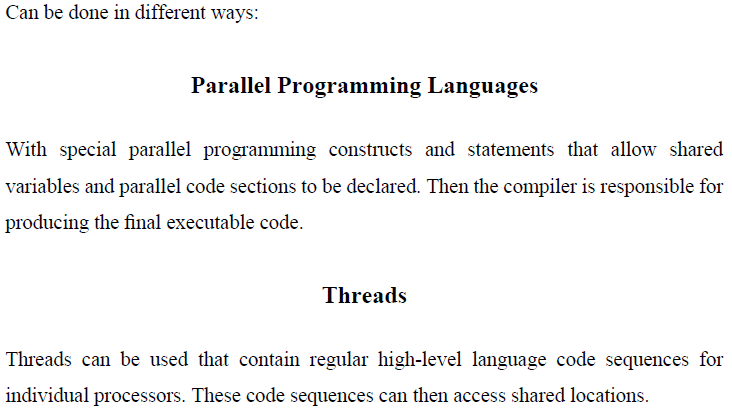 Can be done in different ways:
Parallel Programming Languages
With special parallel programming constructs and statements that allow shared
variables and parallel code sections to be declared. Then the compiler is responsible for
producing the final executable code.
Threads
Threads can be used that contain regular high-level language code sequences for
individual processors. These code sequences can then access shared locations.